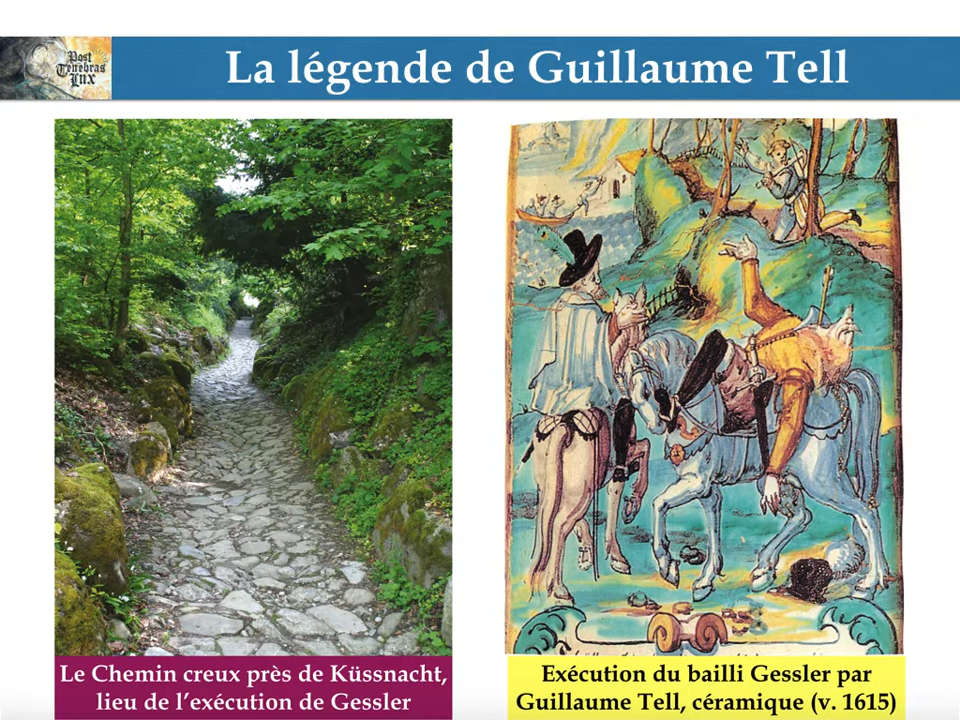 Post
Tenebras
Lux
La légende de Guillaume Tell
Le Chemin creux près de Küssnacht,
lieu de l’exécution de Gessler
Exécution du bailli Gessler par
Guillaume Tell, céramique (v. 1615)